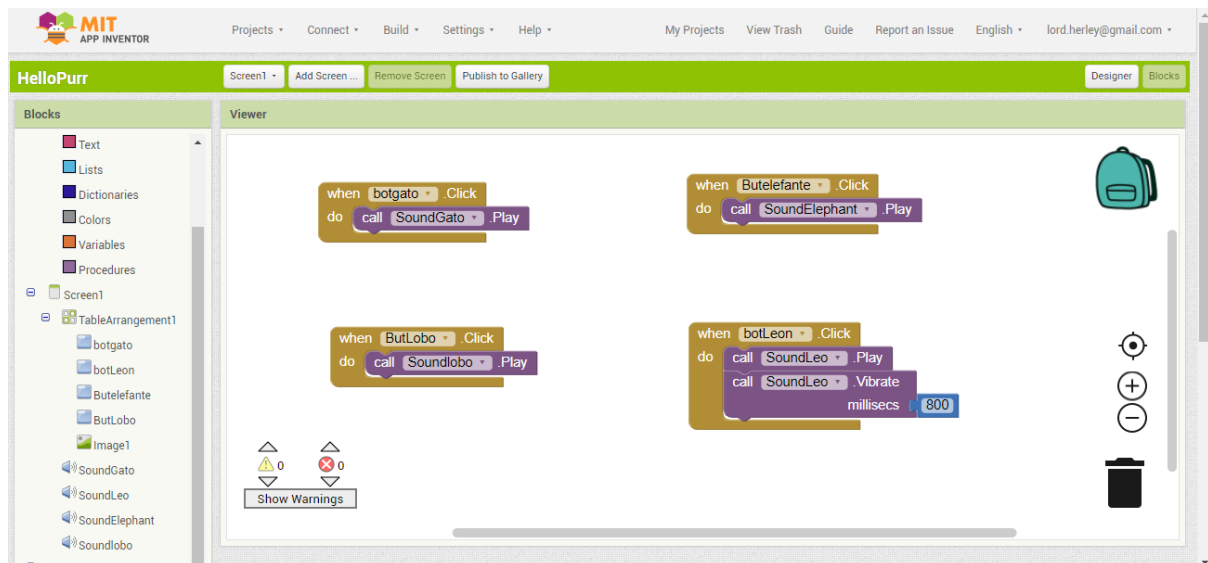 MIT
APP INVENTOR
Projects Connect Build Settings Help My Projects View Trash Guide Report an Issue English lord.herley@gmail.com
HelloPurr
Screen1 Add Screen ... Remove Screen Publish to Gallery Designer Blocks
Blocks
Viewer
Text
Lists
Dictionaries
Colors
Variables
Procedures
Screen1
TableArrangement1
botgato
botLeon
Butelefante
ButLobo
Image1
SoundGato
SoundLeo
SoundElephant
Soundlobo
when botgato .Click
do call SoundGato .Play
when Butelefante .Click
do call SoundElephant .Play
when ButLobo .Click
do call Soundlobo .Play
when botLeon .Click
do call SoundLeo .Play
call SoundLeo .Vibrate
millisecs 800
0 0
Show Warnings